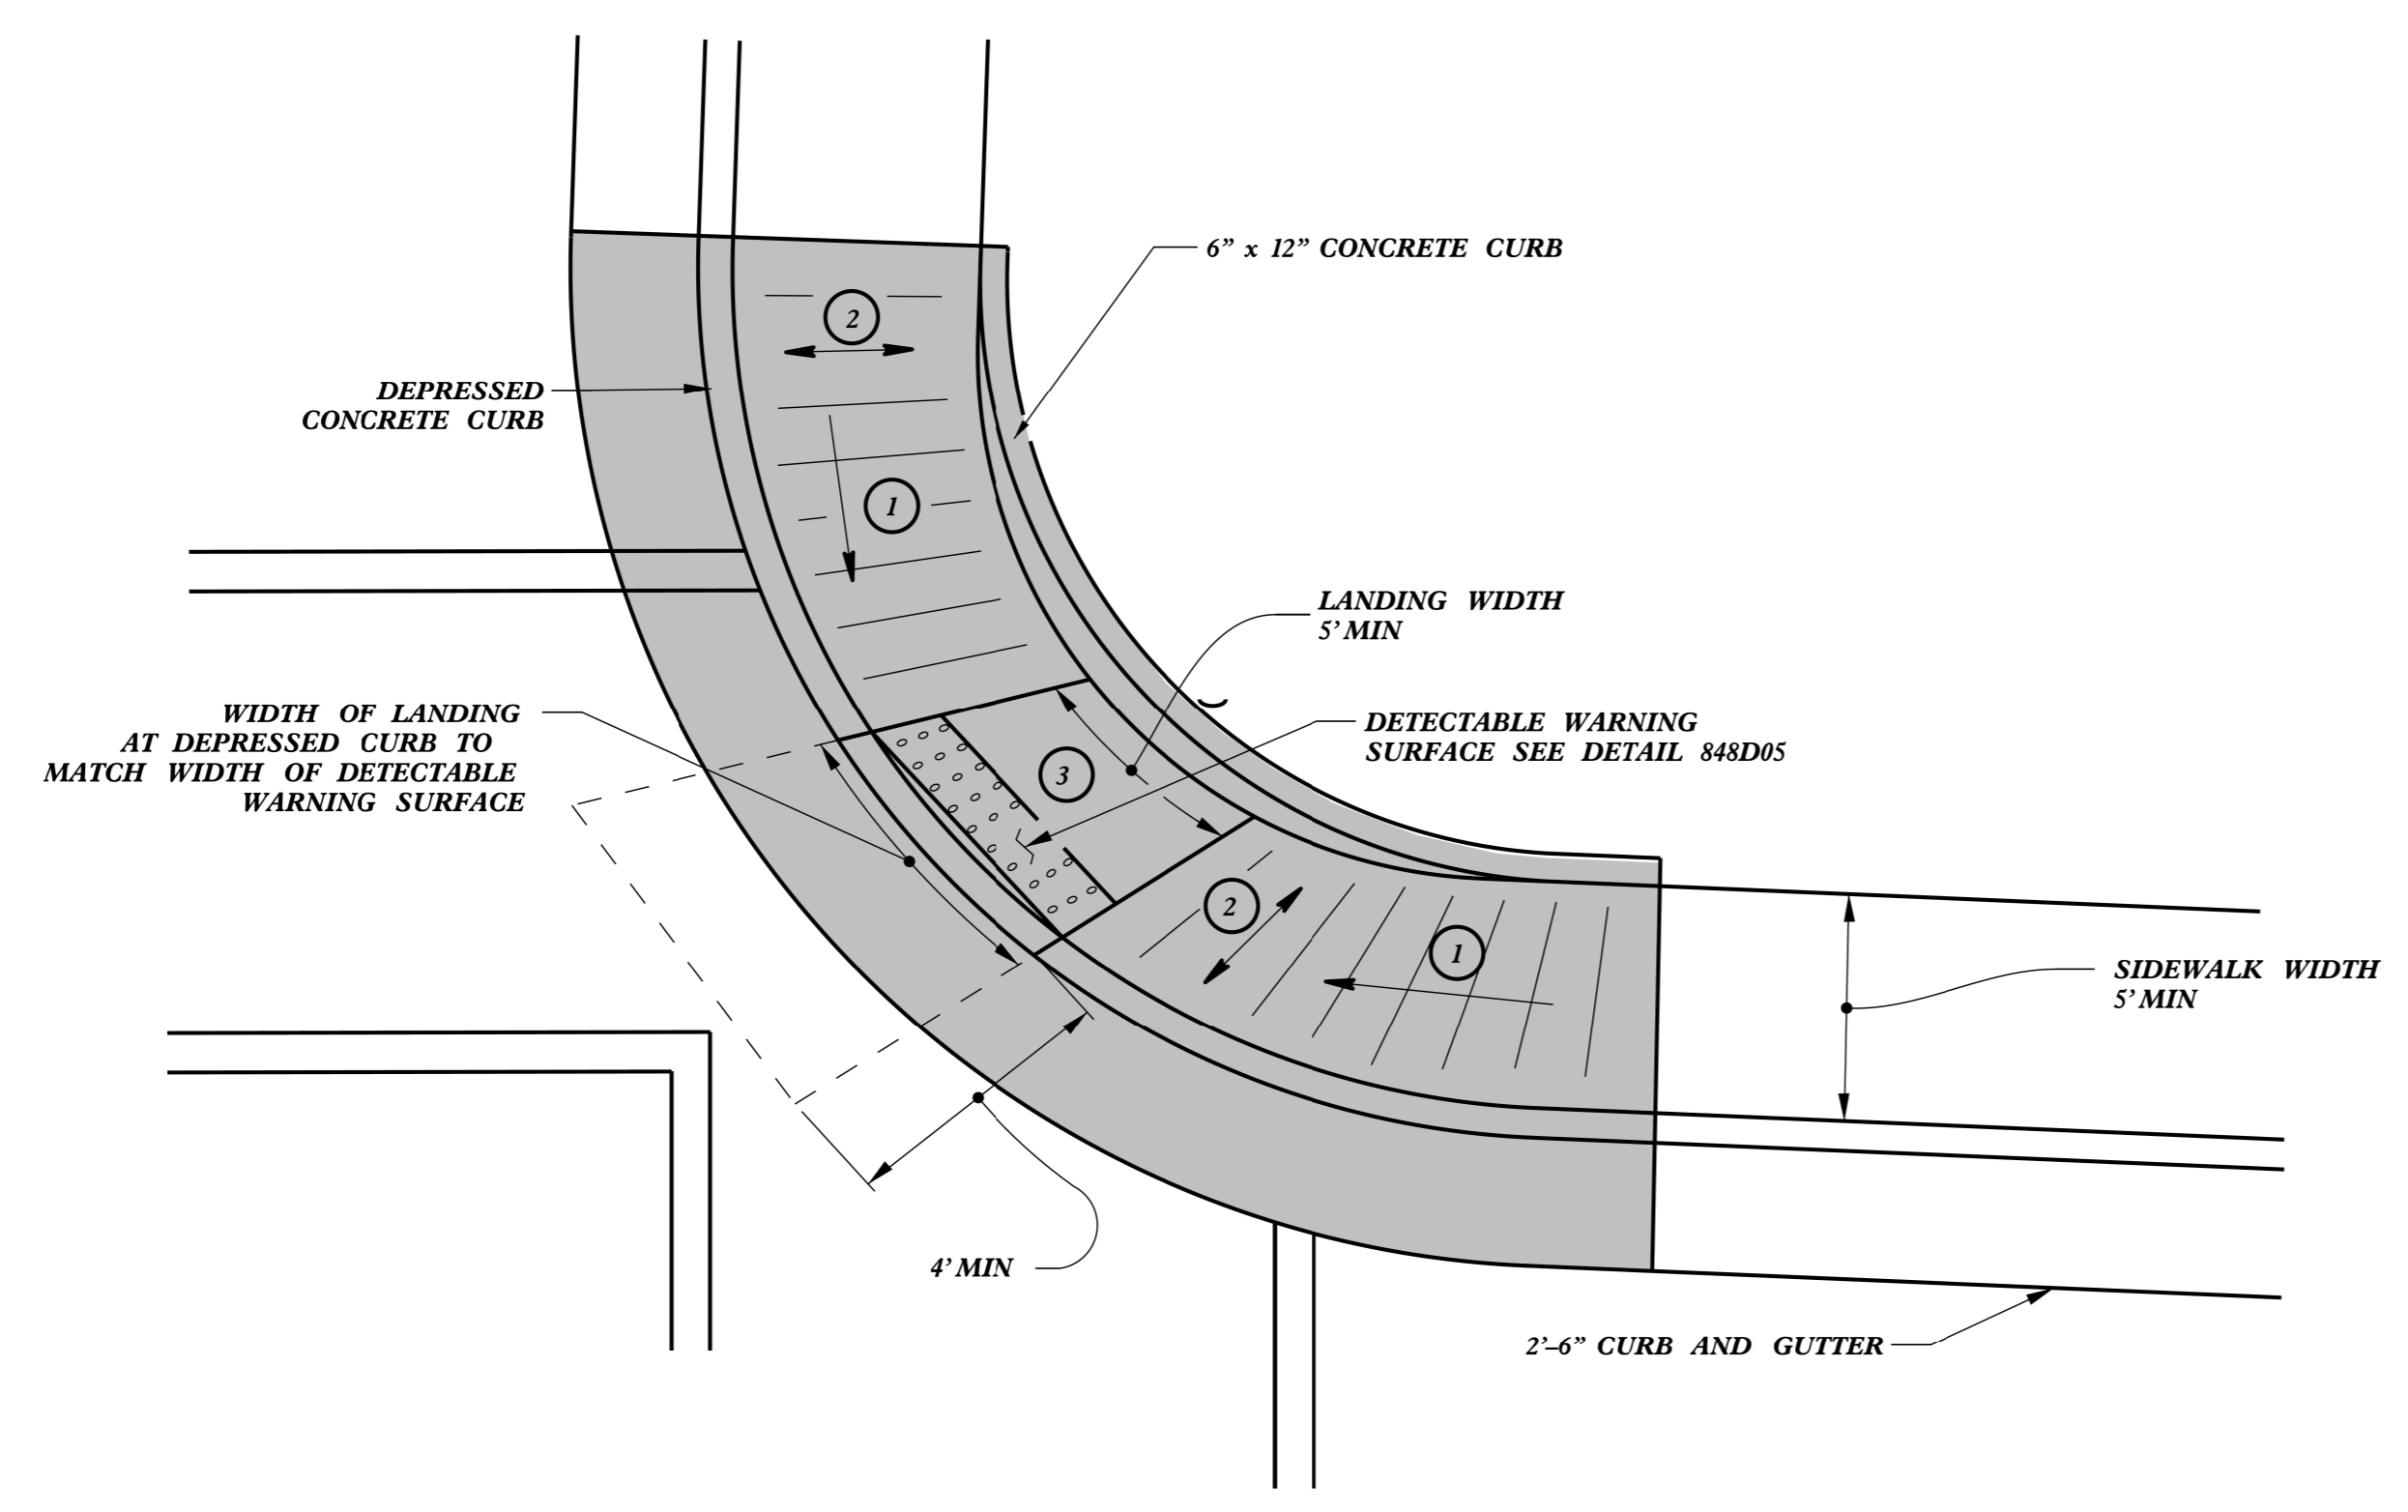 6” x 12” CONCRETE CURB
2
DEPRESSED
CONCRETE CURB
1
LANDING WIDTH
5’ MIN
WIDTH OF LANDING
AT DEPRESSED CURB TO
MATCH WIDTH OF DETECTABLE
WARNING SURFACE
DETECTABLE WARNING
SURFACE SEE DETAIL 848D05
3
2
1
SIDEWALK WIDTH
5’ MIN
4’ MIN
2’–6” CURB AND GUTTER